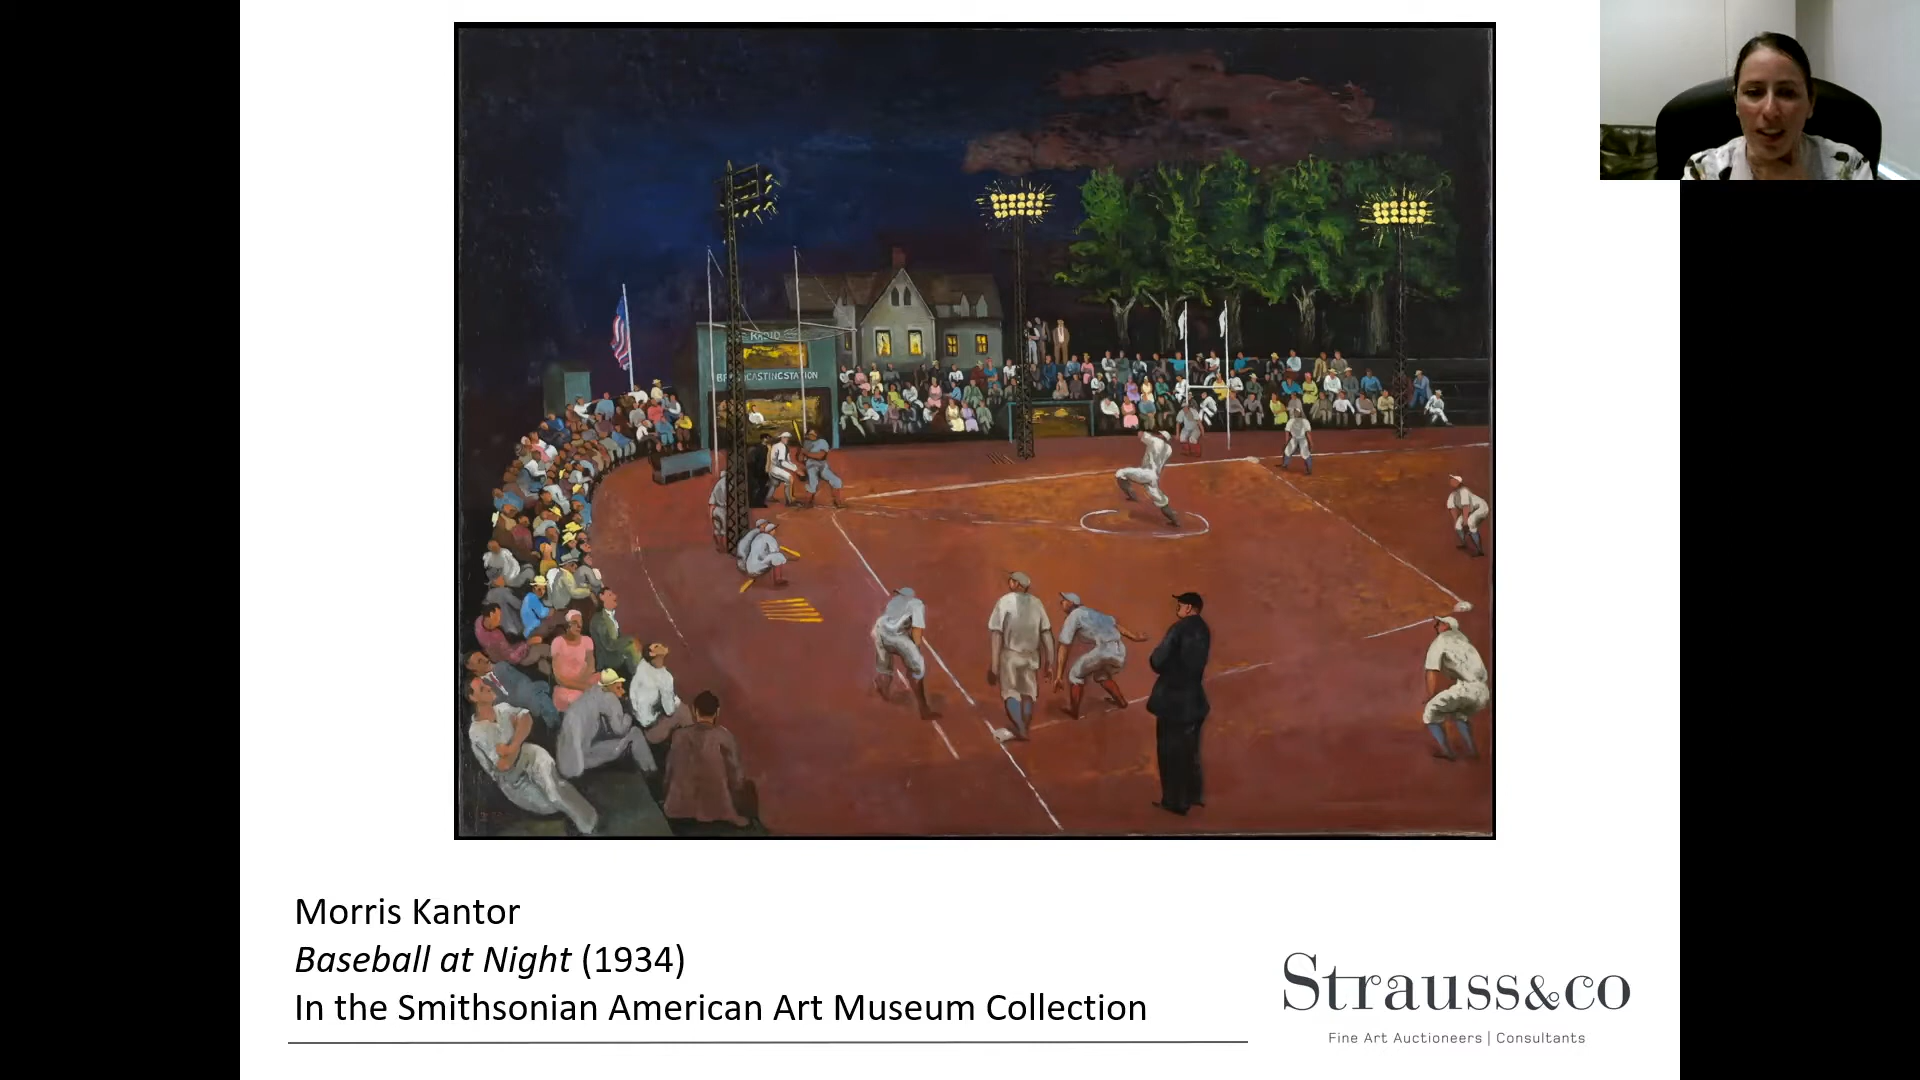 RADIO
BROADCASTING STATION
Morris Kantor
Baseball at Night (1934)
In the Smithsonian American Art Museum Collection
Strauss&co
Fine Art Auctioneers | Consultants